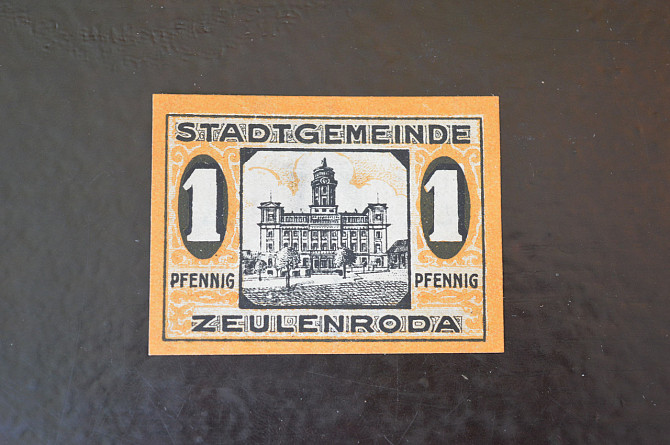 STADTGEMEINDE
1 1
PFENNIG PFENNIG
ZEULENRODA